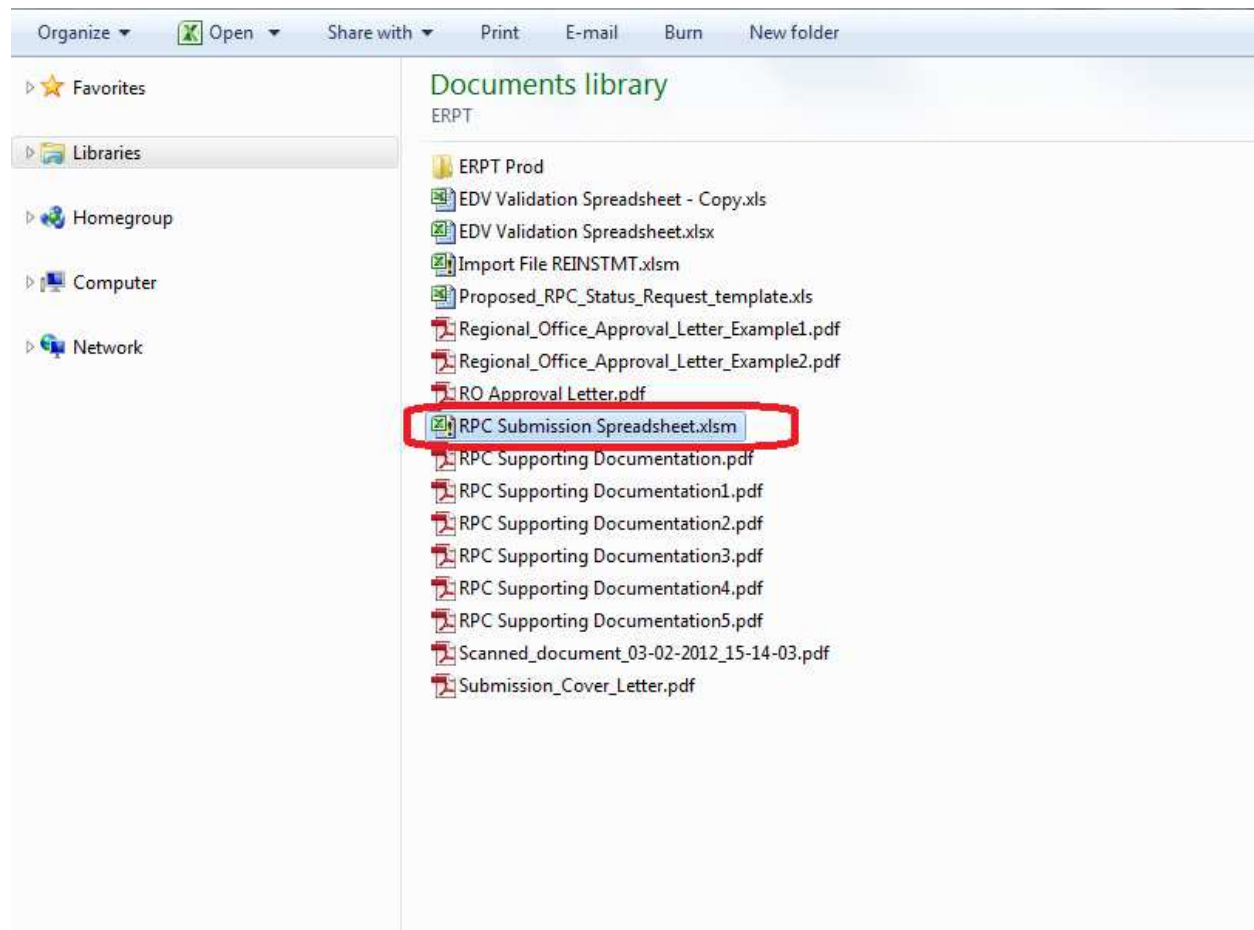 Organize Open Share with Print E-mail Burn New folder
Favorites
Libraries
Homegroup
Computer
Network
Documents library
ERPT
ERPT Prod
EDV Validation Spreadsheet - Copy.xls
EDV Validation Spreadsheet.xlsx
Import File REINSTMT.xlsm
Proposed_RPC_Status_Request_template.xls
Regional_Office_Approval_Letter_Example1.pdf
Regional_Office_Approval_Letter_Example2.pdf
RO Approval Letter.pdf
RPC Submission Spreadsheet.xlsm
RPC Supporting Documentation.pdf
RPC Supporting Documentation1.pdf
RPC Supporting Documentation2.pdf
RPC Supporting Documentation3.pdf
RPC Supporting Documentation4.pdf
RPC Supporting Documentation5.pdf
Scanned_document_03-02-2012_15-14-03.pdf
Submission_Cover_Letter.pdf